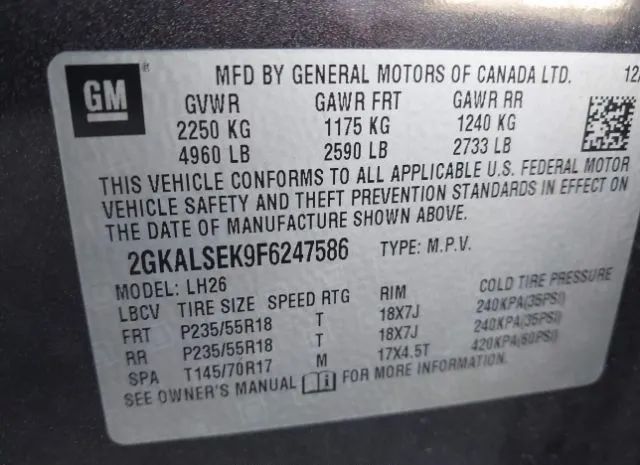 GM
MFD BY GENERAL MOTORS OF CANADA LTD. 12/
GVWR GAWR FRT GAWR RR
2250 KG 1175 KG 1240 KG
4960 LB 2590 LB 2733 LB
THIS VEHICLE CONFORMS TO ALL APPLICABLE U.S. FEDERAL MOTOR
VEHICLE SAFETY AND THEFT PREVENTION STANDARDS IN EFFECT ON
THE DATE OF MANUFACTURE SHOWN ABOVE.
2GKALSEK9F6247586 TYPE: M.P.V.
MODEL: LH26
LBCV TIRE SIZE SPEED RTG RIM COLD TIRE PRESSURE
FRT P235/55R18 T 18X7J 240KPA(35PSI)
RR P235/55R18 T 18X7J 240KPA(35PSI)
SPA T145/70R17 M 17X4.5T 420KPA(60PSI)
SEE OWNER'S MANUAL FOR MORE INFORMATION.